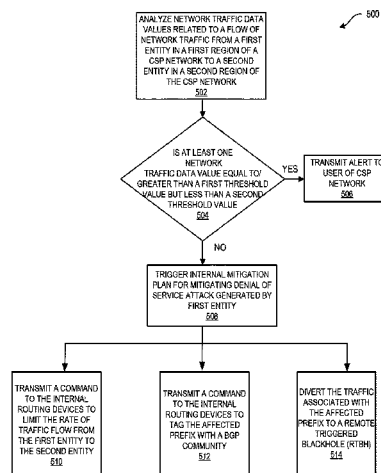 500
ANALYZE NETWORK TRAFFIC DATA
VALUES RELATED TO A FLOW OF
NETWORK TRAFFIC FROM A FIRST
ENTITY IN A FIRST REGION OF A
CSP NETWORK TO A SECOND
ENTITY IN A SECOND REGION OF
THE CSP NETWORK
502
IS AT LEAST ONE
NETWORK
TRAFFIC DATA VALUE EQUAL TO/
GREATER THAN A FIRST THRESHOLD
VALUE BUT LESS THAN A SECOND
THRESHOLD VALUE
504
YES
TRANSMIT ALERT TO
USER OF CSP
NETWORK
506
NO
TRIGGER INTERNAL MITIGATION
PLAN FOR MITIGATING DENIAL OF
SERVICE ATTACK GENERATED BY
FIRST ENTITY
508
TRANSMIT A COMMAND
TO THE INTERNAL
ROUTING DEVICES TO
LIMIT THE RATE OF
TRAFFIC FLOW FROM
THE FIRST ENTITY TO
THE SECOND ENTITY
510
TRANSMIT A COMMAND
TO THE INTERNAL
ROUTING DEVICES TO
TAG THE AFFECTED
PREFIX WITH A BGP
COMMUNITY
512
DIVERT THE TRAFFIC
ASSOCIATED WITH THE
AFFECTED PREFIX TO A REMOTE
TRIGGERED
BLACKHOLE (RTBH)
514